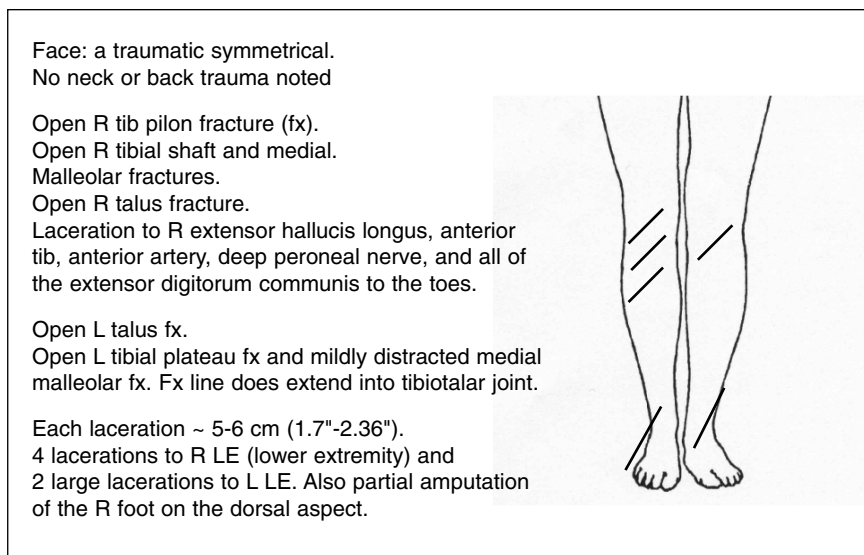 Face: a traumatic symmetrical.
No neck or back trauma noted
Open R tib pilon fracture (fx).
Open R tibial shaft and medial.
Malleolar fractures.
Open R talus fracture.
Laceration to R extensor hallucis longus, anterior
tib, anterior artery, deep peroneal nerve, and all of
the extensor digitorum communis to the toes.
Open L talus fx.
Open L tibial plateau fx and mildly distracted medial
malleolar fx. Fx line does extend into tibiotalar joint.
Each laceration ~ 5-6 cm (1.7"-2.36").
4 lacerations to R LE (lower extremity) and
2 large lacerations to L LE. Also partial amputation
of the R foot on the dorsal aspect.